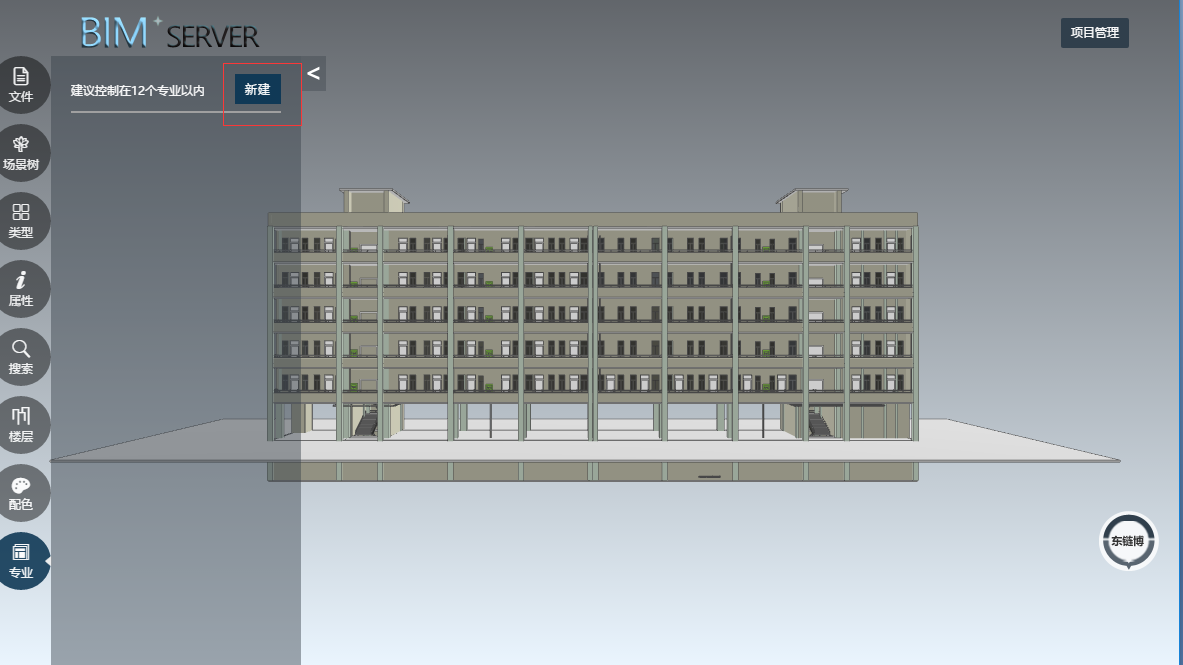 BIM+ SERVER
项目管理
文件
建议控制在12个专业以内
新建
<
场景树
类型
i
属性
搜索
楼层
配色
专业
东链博